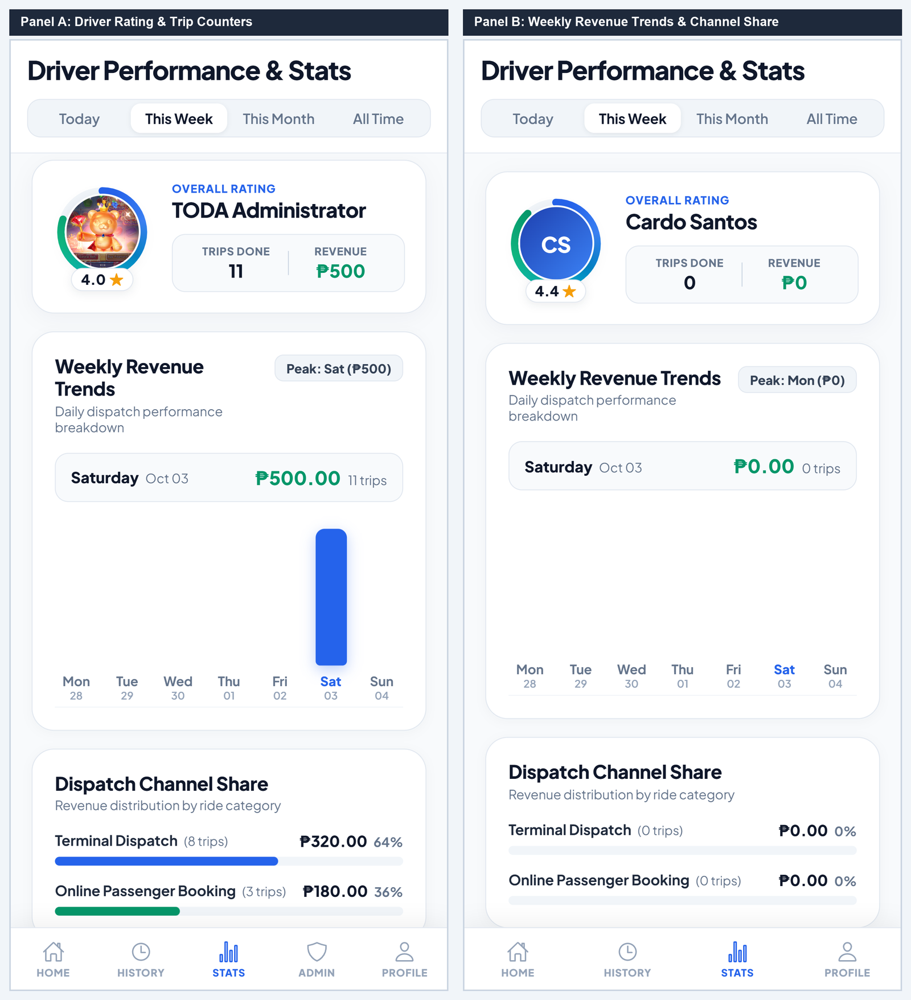 Panel A: Driver Rating & Trip Counters
Driver Performance & Stats
Today This Week This Month All Time
OVERALL RATING
TODA Administrator
TRIPS DONE REVENUE
11 ₱500
4.0
Weekly Revenue
Trends
Peak: Sat (₱500)
Daily dispatch performance
breakdown
Saturday Oct 03 ₱500.00 11 trips
Mon Tue Wed Thu Fri Sat Sun
28 29 30 01 02 03 04
Dispatch Channel Share
Revenue distribution by ride category
Terminal Dispatch (8 trips) ₱320.00 64%
Online Passenger Booking (3 trips) ₱180.00 36%
HOME HISTORY STATS ADMIN PROFILE
Panel B: Weekly Revenue Trends & Channel Share
Driver Performance & Stats
Today This Week This Month All Time
OVERALL RATING
Cardo Santos
CS
TRIPS DONE REVENUE
0 ₱0
4.4
Weekly Revenue Trends Peak: Mon (₱0)
Daily dispatch performance
breakdown
Saturday Oct 03 ₱0.00 0 trips
Mon Tue Wed Thu Fri Sat Sun
28 29 30 01 02 03 04
Dispatch Channel Share
Revenue distribution by ride category
Terminal Dispatch (0 trips) ₱0.00 0%
Online Passenger Booking (0 trips) ₱0.00 0%
HOME HISTORY STATS PROFILE